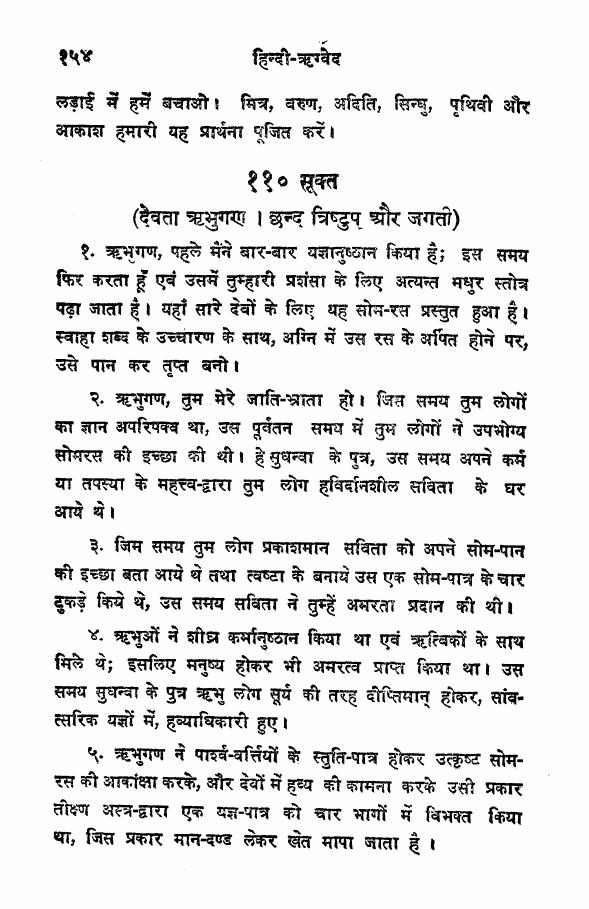 १५४ हिन्दी-ऋग्वेद
लड़ाई में हमें बचाओ। मित्र, वरुण, अदिति, सिन्धु, पृथिवी और
आकाश हमारी यह प्रार्थना पूजित करें।
११० सूक्त
(देवता ऋभुगण । छन्द त्रिष्टुप् और जगती)
१. ऋभुगण, पहले मैंने बार-बार यज्ञानुष्ठान किया है; इस समय
फिर करता हूँ एवं उसमें तुम्हारी प्रशंसा के लिए अत्यन्त मधुर स्तोत्र
पढ़ा जाता है। यहाँ सारे देवों के लिए यह सोम-रस प्रस्तुत हुआ है।
स्वाहा शब्द के उच्चारण के साथ, अग्नि में उस रस के अर्पित होने पर,
उसे पान कर तृप्त बनो।
२. ऋभुगण, तुम मेरे जाति-भ्राता हो। जिस समय तुम लोगों
का ज्ञान अपरिपक्व था, उस पूर्वतन समय में तुम लोगों ने उपभोग्य
सोमरस की इच्छा की थी। हे सुधन्वा के पुत्र, उस समय अपने कर्म
या तपस्या के महत्त्व-द्वारा तुम लोग हविर्दानशील सविता के घर
आये थे।
३. जिम समय तुम लोग प्रकाशमान सविता को अपने सोम-पान
की इच्छा बता आये थे तथा त्वष्टा के बनाये उस एक सोम-पात्र के चार
टुकड़े किये थे, उस समय सविता ने तुम्हें अमरता प्रदान की थी।
४. ऋभुओं ने शीघ्र कर्मानुष्ठान किया था एवं ऋत्विकों के साथ
मिले थे; इसलिए मनुष्य होकर भी अमरत्व प्राप्त किया था। उस
समय सुधन्वा के पुत्र ऋभु लोग सूर्य की तरह दीप्तिमान् होकर, सांव-
त्सरिक यज्ञों में, हव्याधिकारी हुए।
५. ऋभुगण ने पार्श्व-वर्त्तियों के स्तुति-पात्र होकर उत्कृष्ट सोम-
रस की आकांक्षा करके, और देवों में हव्य की कामना करके उसी प्रकार
तीक्ष्ण अस्त्र-द्वारा एक यज्ञ-पात्र को चार भागों में विभक्त किया
था, जिस प्रकार मान-दण्ड लेकर खेत मापा जाता है।